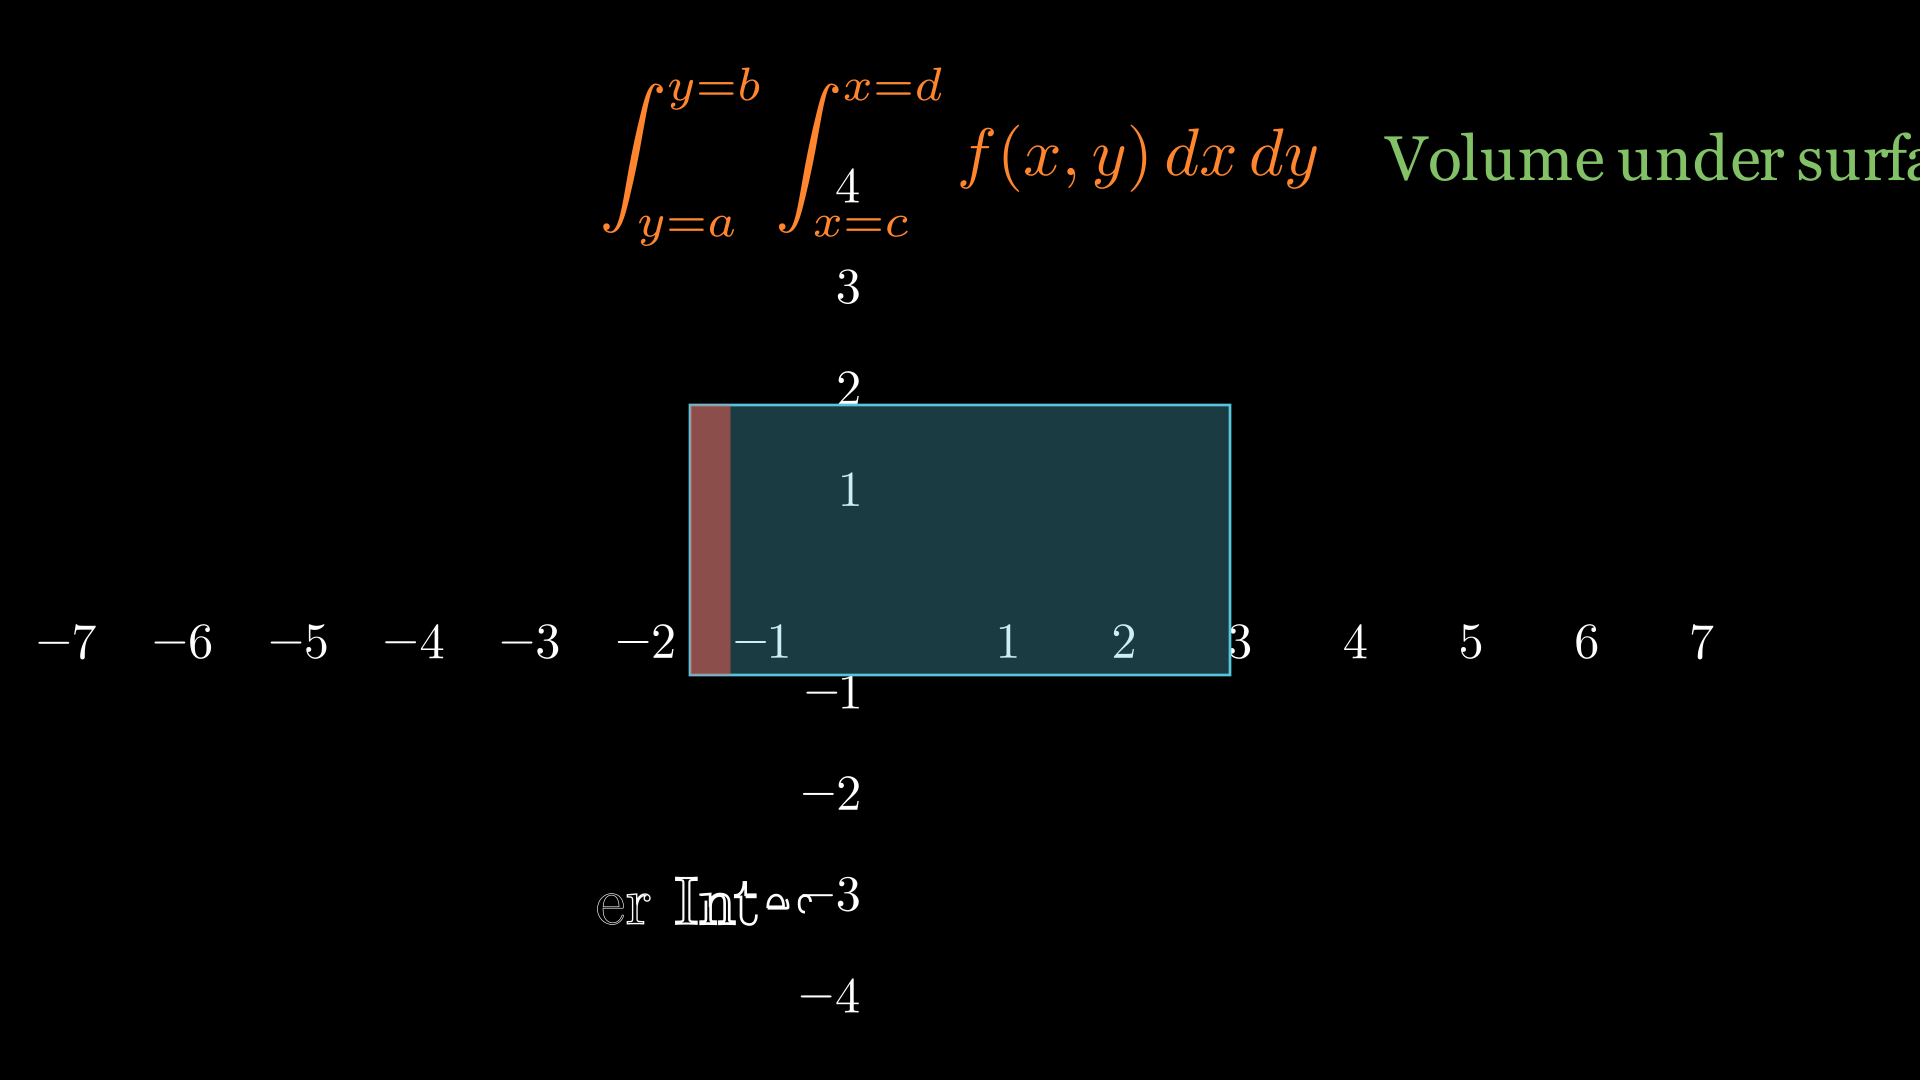 ∫_{y=a}^{y=b} ∫_{x=c}^{x=d} f(x, y) dx dy Volume under surfa
4
3
2
1
−7 −6 −5 −4 −3 −2 −1 1 2 3 4 5 6 7
−1
−2
er Int
−3
−4